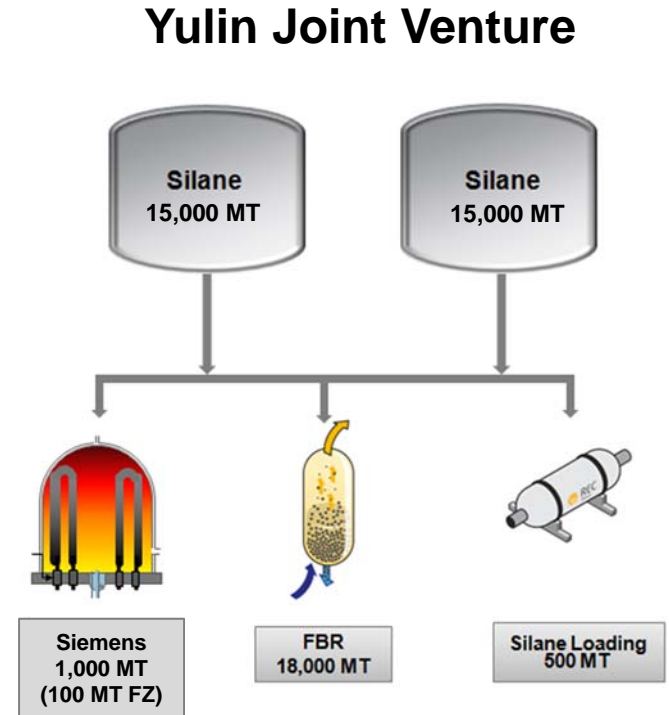 Yulin Joint Venture
Silane
15,000 MT
Silane
15,000 MT
REC
Siemens
1,000 MT
(100 MT FZ)
FBR
18,000 MT
Silane Loading
500 MT